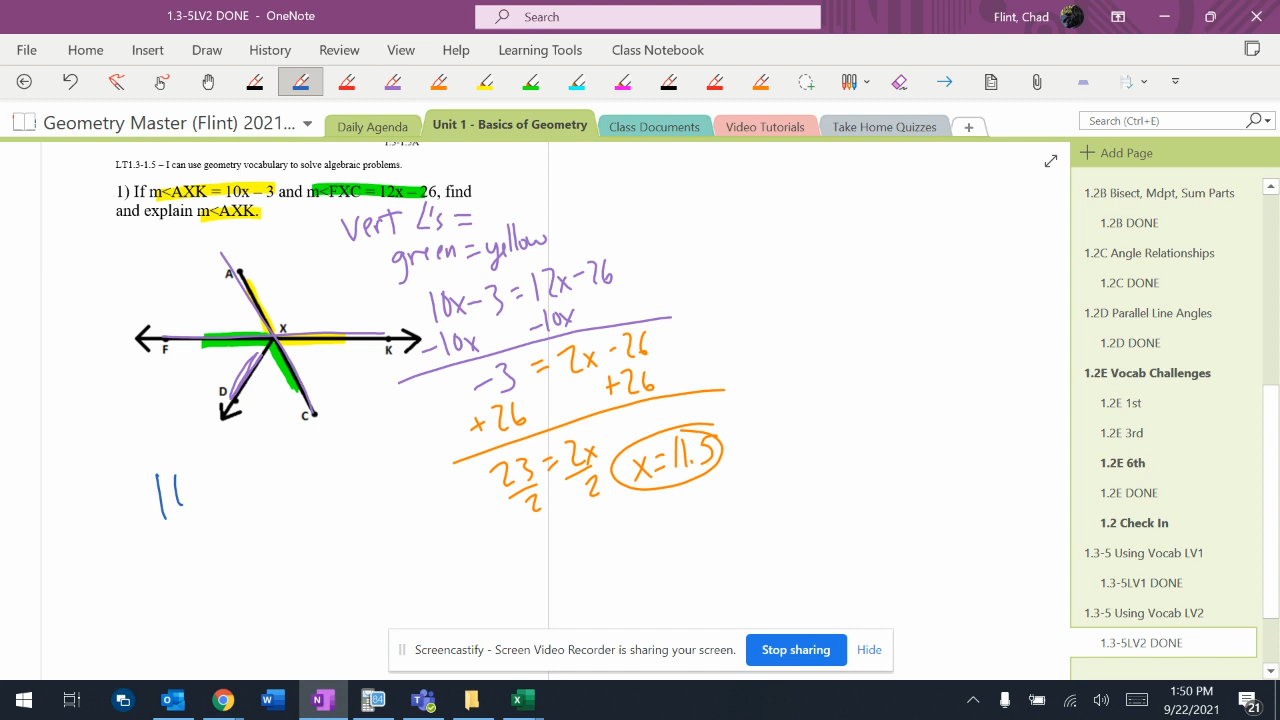 1.3-5LV2 DONE - OneNote
Search
Flint, Chad
File Home Insert Draw History Review View Help Learning Tools Class Notebook
Geometry Master (Flint) 2021...
Daily Agenda
Unit 1 - Basics of Geometry
Class Documents
Video Tutorials
Take Home Quizzes
Search (Ctrl+E)
LT1.3-1.5 – I can use geometry vocabulary to solve algebraic problems.
1) If m<AXK = 10x – 3 and m<FXC = 12x – 26, find
and explain m<AXK.
vert ∠'s =
green = yellow
10x - 3 = 12x - 26
-10x -10x
-3 = 2x - 26
+26 +26
23 = 2x
2 2
x = 11.5
A
X
F
K
D
C
11
Add Page
1.2B Bisect, Mdpt, Sum Parts
1.2B DONE
1.2C Angle Relationships
1.2C DONE
1.2D Parallel Line Angles
1.2D DONE
1.2E Vocab Challenges
1.2E 1st
1.2E 3rd
1.2E 6th
1.2E DONE
1.2 Check In
1.3-5 Using Vocab LV1
1.3-5LV1 DONE
1.3-5 Using Vocab LV2
1.3-5LV2 DONE
Screencastify - Screen Video Recorder is sharing your screen.
Stop sharing
Hide
1:50 PM
9/22/2021
21